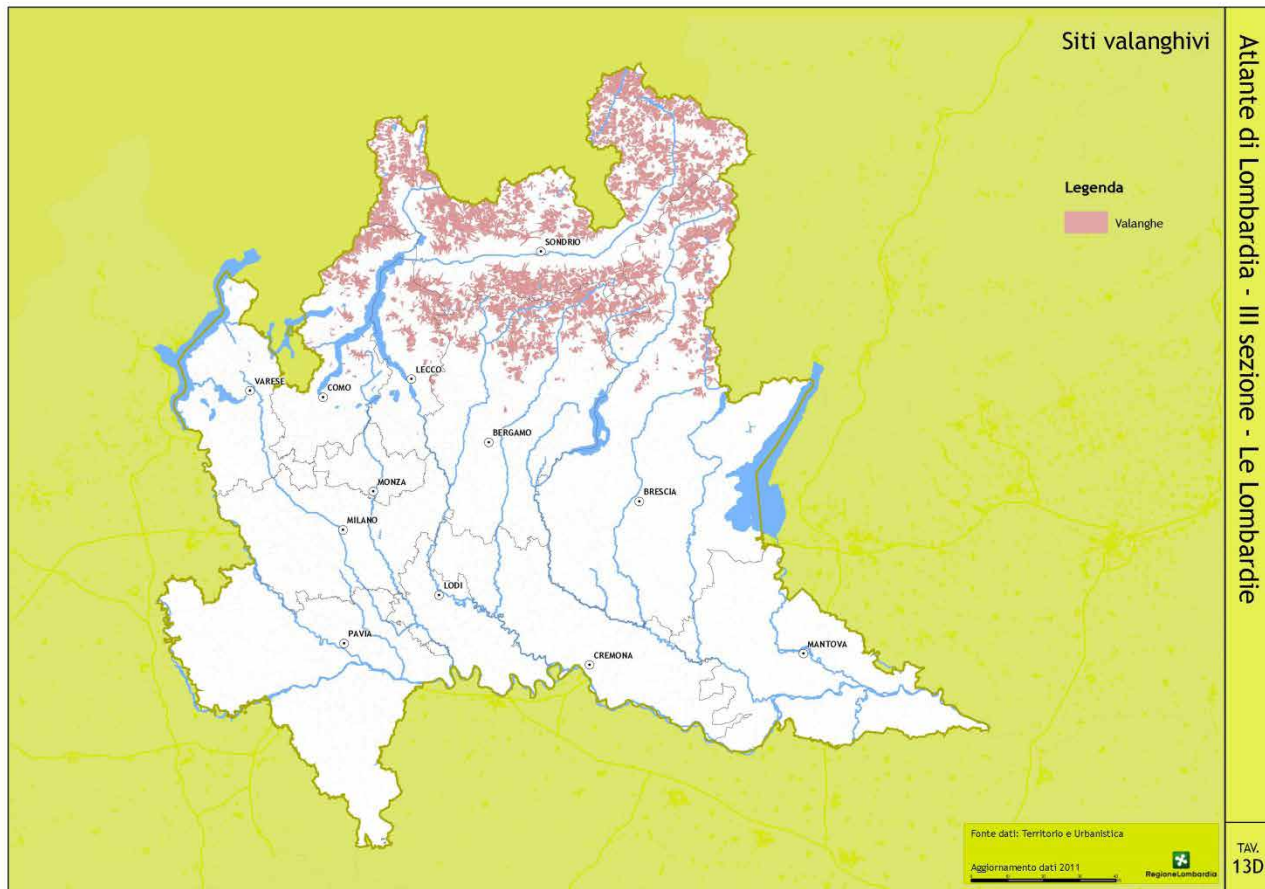 Siti valanghivi
Legenda
Valanghe
SONDRIO
VARESE
COMO
LECCO
BERGAMO
MONZA
BRESCIA
MILANO
LODI
PAVIA
CREMONA
MANTOVA
Fonte dati: Territorio e Urbanistica
Aggiornamento dati 2011
RegioneLombardia
Atlante di Lombardia - III sezione - Le Lombardie
TAV.
13D